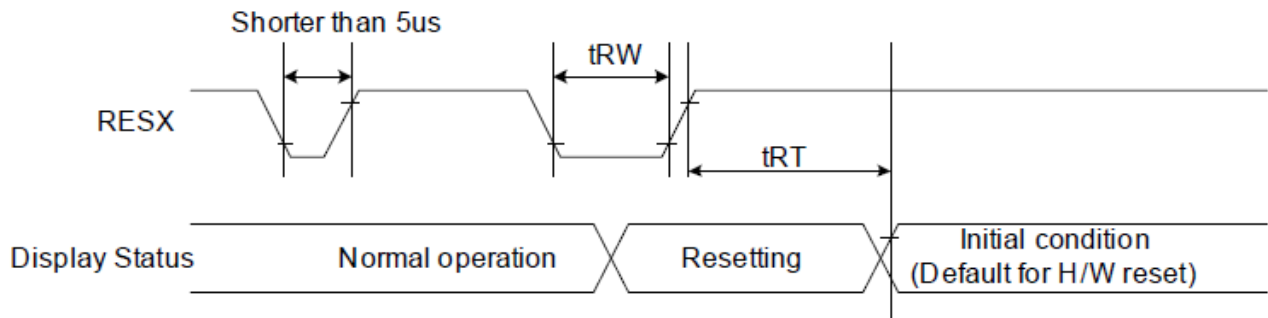 Shorter than 5us
tRW
RESX
tRT
Display Status
Normal operation
Resetting
Initial condition
(Default for H/W reset)